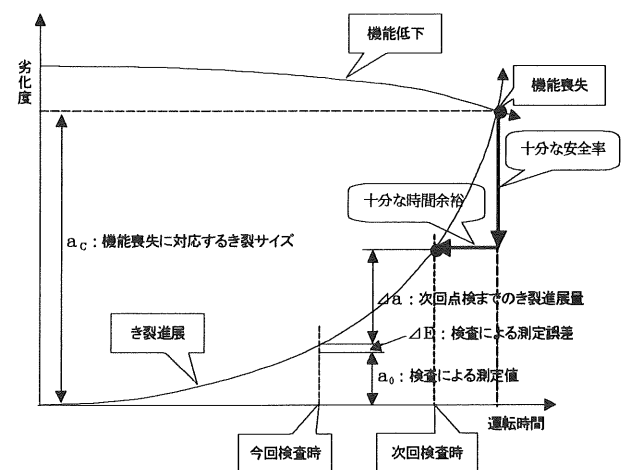 機能低下
劣化度
機能喪失
十分な安全率
十分な時間余裕
aC：機能喪失に対応するき裂サイズ
⊿a：次回点検までのき裂進展量
き裂進展
⊿E：検査による測定誤差
a0：検査による測定値
運転時間
今回検査時
次回検査時